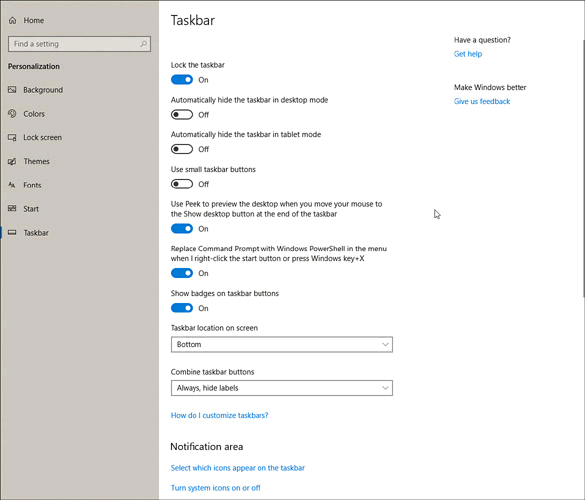 Home
Find a setting
Personalization
Background
Colors
Lock screen
Themes
Fonts
Start
Taskbar
Taskbar
Lock the taskbar
On
Automatically hide the taskbar in desktop mode
Off
Automatically hide the taskbar in tablet mode
Off
Use small taskbar buttons
Off
Use Peek to preview the desktop when you move your mouse to
the Show desktop button at the end of the taskbar
On
Replace Command Prompt with Windows PowerShell in the menu
when I right-click the start button or press Windows key+X
On
Show badges on taskbar buttons
On
Taskbar location on screen
Bottom
Combine taskbar buttons
Always, hide labels
How do I customize taskbars?
Notification area
Select which icons appear on the taskbar
Turn system icons on or off
Have a question?
Get help
Make Windows better
Give us feedback